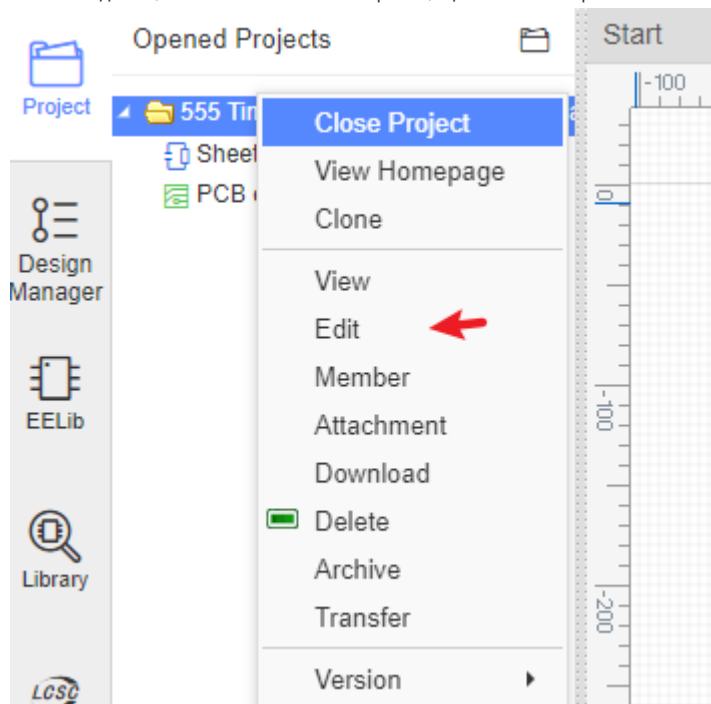 Opened Projects
Start
Project
555 Tim
Sheet
PCB
-100
0
-100
-200
Design
Manager
EELib
Library
LCSC
Close Project
View Homepage
Clone
View
Edit
Member
Attachment
Download
Delete
Archive
Transfer
Version